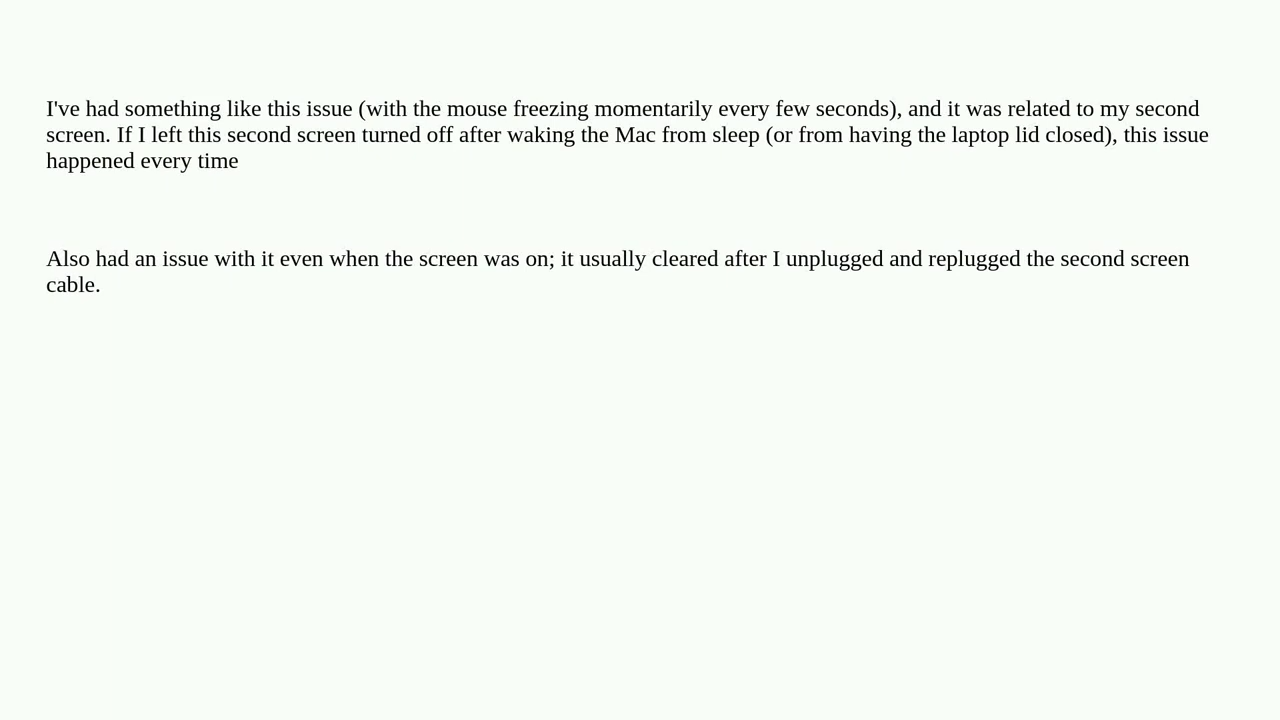 I've had something like this issue (with the mouse freezing momentarily every few seconds), and it was related to my second
screen. If I left this second screen turned off after waking the Mac from sleep (or from having the laptop lid closed), this issue
happened every time
Also had an issue with it even when the screen was on; it usually cleared after I unplugged and replugged the second screen
cable.